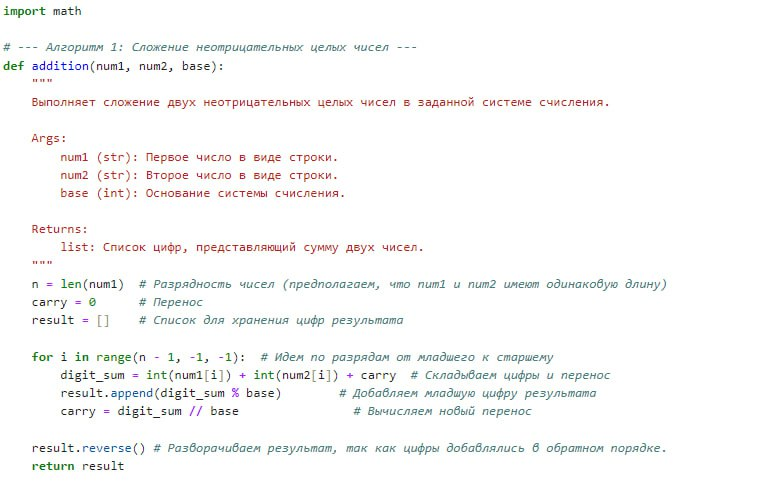 import math
# --- Алгоритм 1: Сложение неотрицательных целых чисел ---
def addition(num1, num2, base):
"""
Выполняет сложение двух неотрицательных целых чисел в заданной системе счисления.
Args:
num1 (str): Первое число в виде строки.
num2 (str): Второе число в виде строки.
base (int): Основание системы счисления.
Returns:
list: Список цифр, представляющий сумму двух чисел.
"""
n = len(num1)  # Разрядность чисел (предполагаем, что num1 и num2 имеют одинаковую длину)
carry = 0      # Перенос
result = []    # Список для хранения цифр результата
for i in range(n - 1, -1, -1):  # Идем по разрядам от младшего к старшему
digit_sum = int(num1[i]) + int(num2[i]) + carry  # Складываем цифры и перенос
result.append(digit_sum % base)        # Добавляем младшую цифру результата
carry = digit_sum // base                # Вычисляем новый перенос
result.reverse() # Разворачиваем результат, так как цифры добавлялись в обратном порядке.
return result